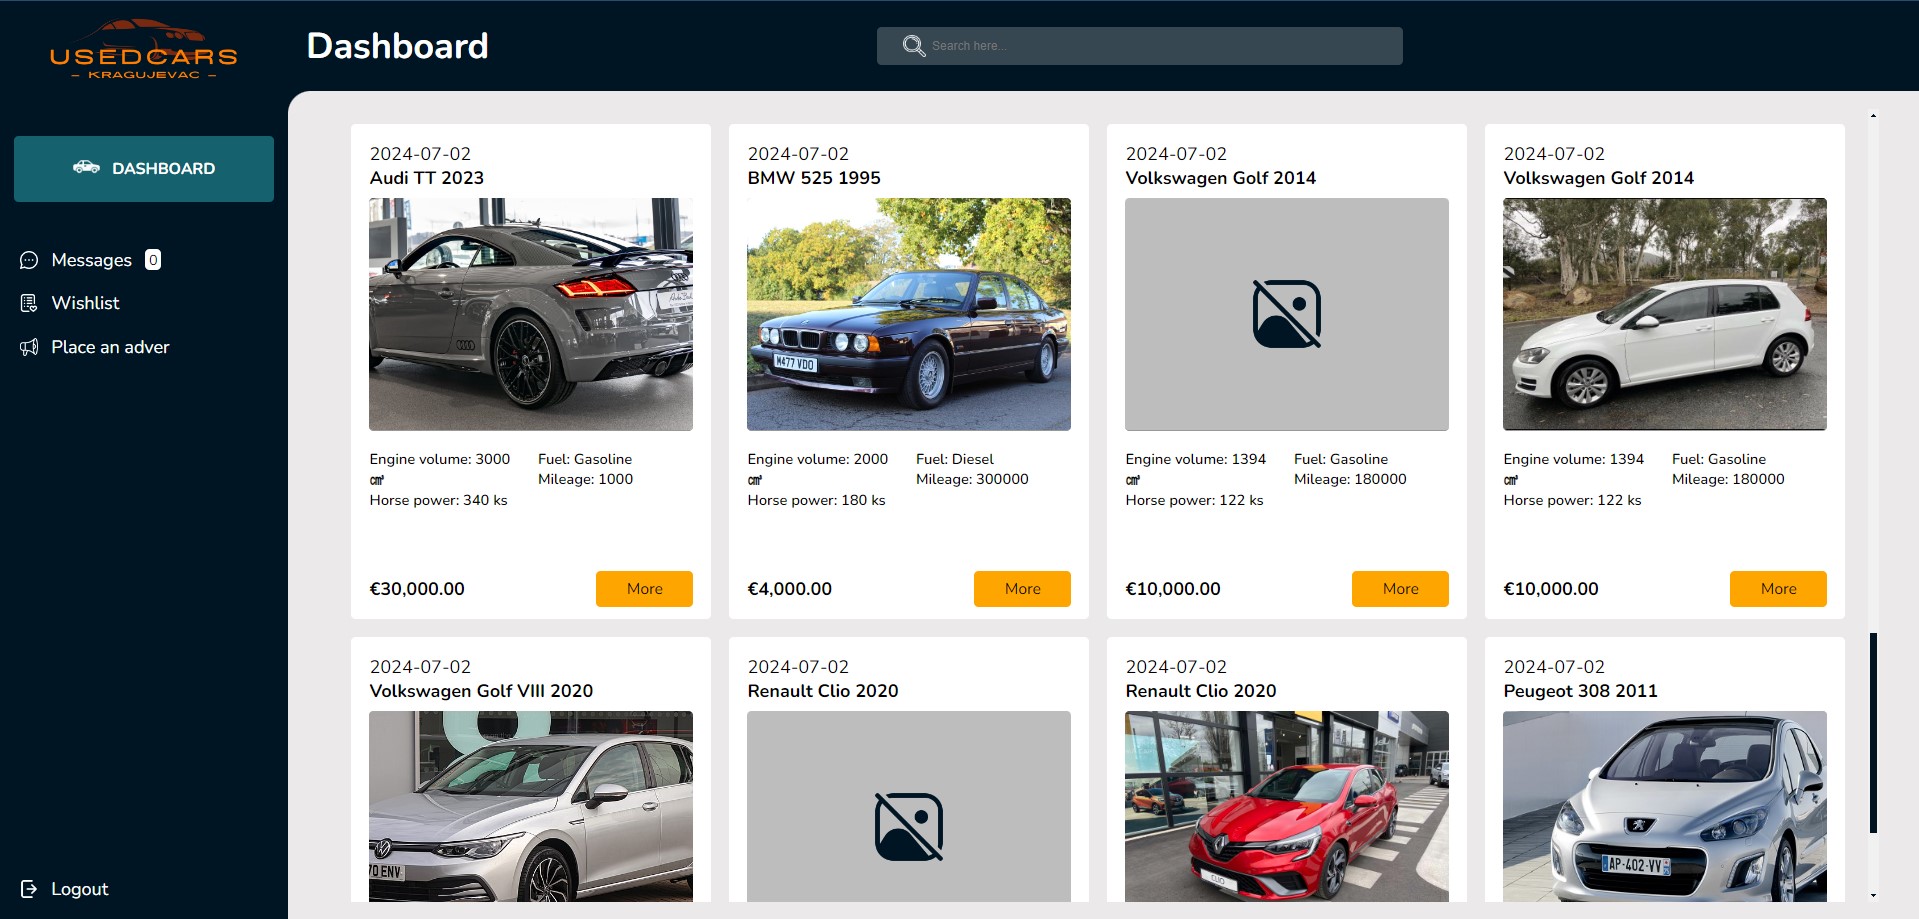 USEDCARS
- KRAGUJEVAC -
Dashboard
Search here...
DASHBOARD
Messages 0
Wishlist
Place an adver
Logout
2024-07-02
Audi TT 2023
Engine volume: 3000 ㎤
Horse power: 340 ks
Fuel: Gasoline
Mileage: 1000
€30,000.00
More
2024-07-02
BMW 525 1995
M477 VDO
Engine volume: 2000 ㎤
Horse power: 180 ks
Fuel: Diesel
Mileage: 300000
€4,000.00
More
2024-07-02
Volkswagen Golf 2014
Engine volume: 1394 ㎤
Horse power: 122 ks
Fuel: Gasoline
Mileage: 180000
€10,000.00
More
2024-07-02
Volkswagen Golf 2014
Engine volume: 1394 ㎤
Horse power: 122 ks
Fuel: Gasoline
Mileage: 180000
€10,000.00
More
2024-07-02
Volkswagen Golf VIII 2020
70 ENV
2024-07-02
Renault Clio 2020
2024-07-02
Renault Clio 2020
CLIO
2024-07-02
Peugeot 308 2011
AP-402-VV